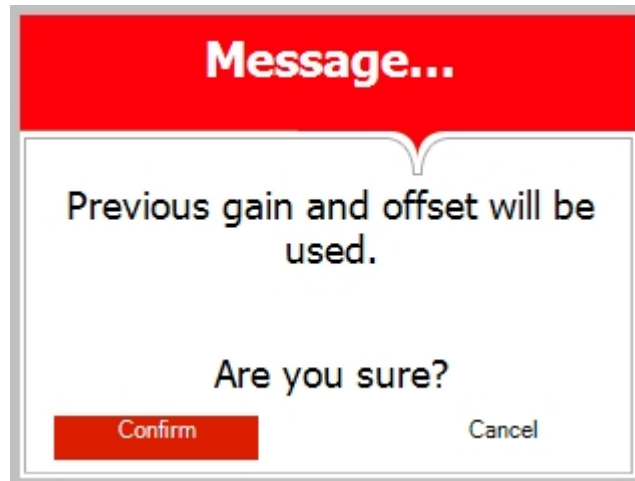 Message...
Previous gain and offset will be
used.
Are you sure?
Confirm
Cancel